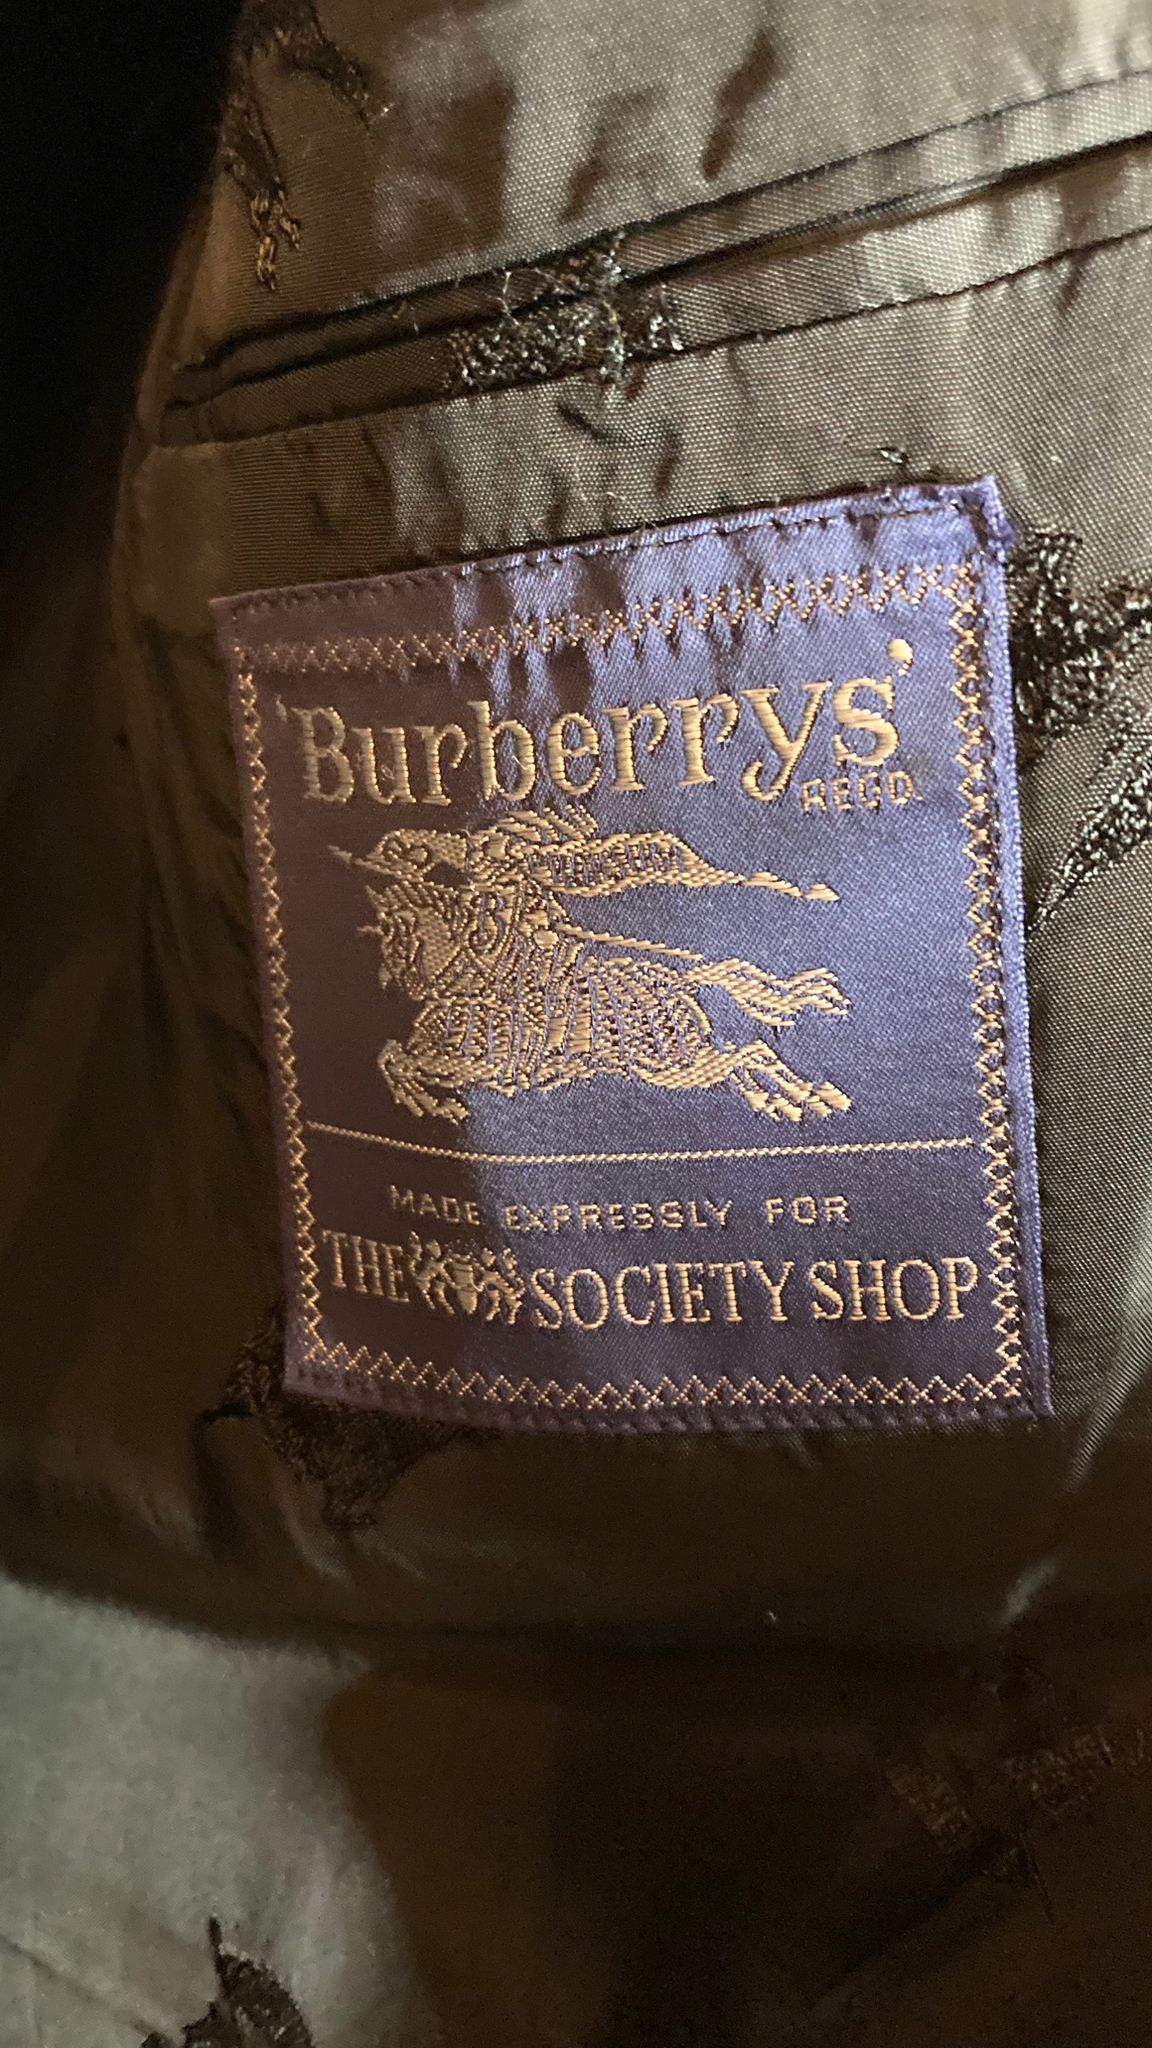 'Burberrys'
REGD.
MADE EXPRESSLY FOR
THE SOCIETY SHOP